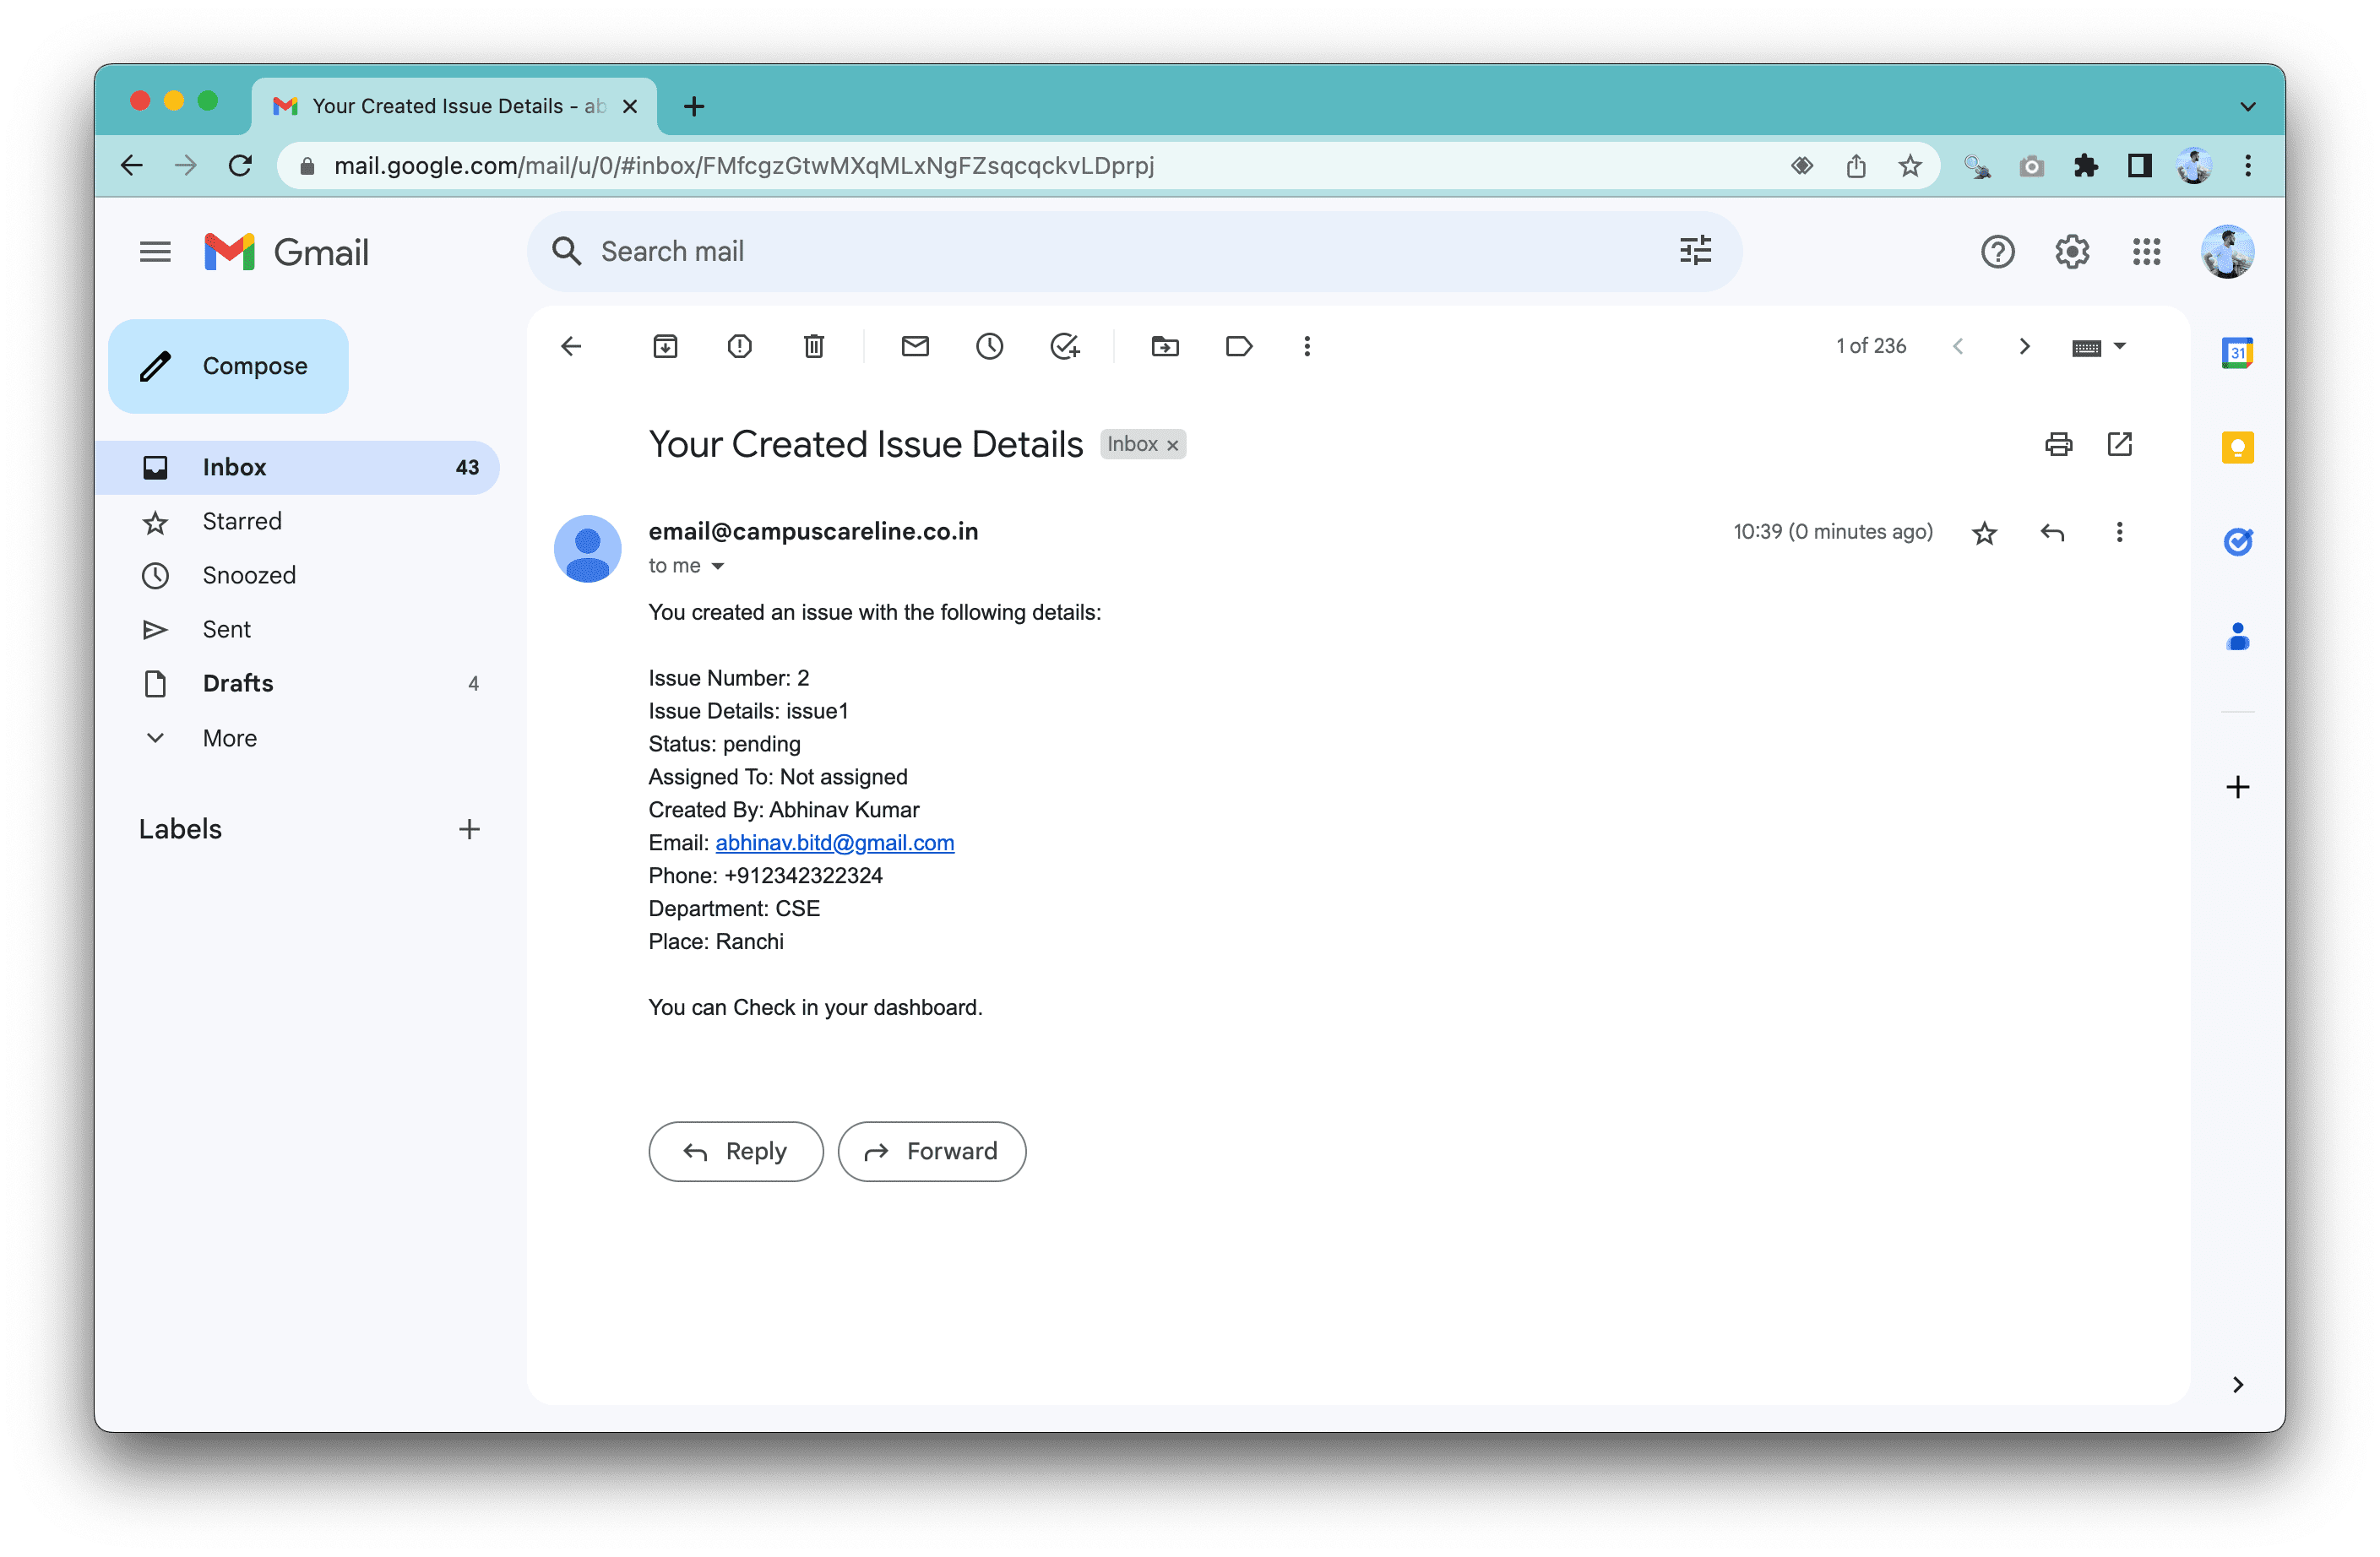 Your Created Issue Details - ab
mail.google.com/mail/u/0/#inbox/FMfcgzGtwMXqMLxNgFZsqcqckvLDprpj
Gmail
Search mail
Compose
1 of 236
31
Your Created Issue Details Inbox
Inbox 43
Starred
Snoozed
Sent
Drafts 4
More
Labels
email@campuscareline.co.in 10:39 (0 minutes ago)
to me
You created an issue with the following details:
Issue Number: 2
Issue Details: issue1
Status: pending
Assigned To: Not assigned
Created By: Abhinav Kumar
Email: abhinav.bitd@gmail.com
Phone: +912342322324
Department: CSE
Place: Ranchi
You can Check in your dashboard.
Reply Forward